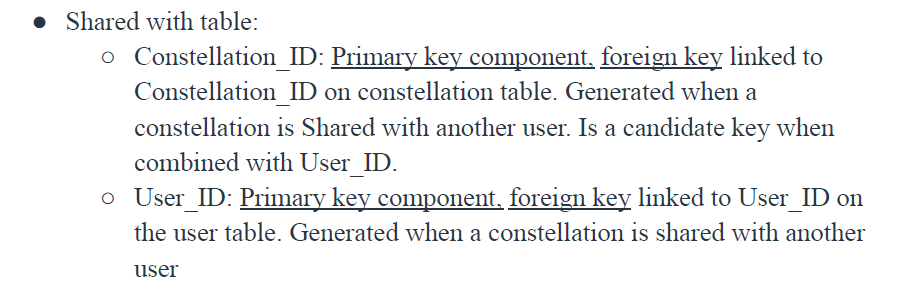 ● Shared with table:
○ Constellation_ID: Primary key component, foreign key linked to
Constellation_ID on constellation table. Generated when a
constellation is Shared with another user. Is a candidate key when
combined with User_ID.
○ User_ID: Primary key component, foreign key linked to User_ID on
the user table. Generated when a constellation is shared with another
user